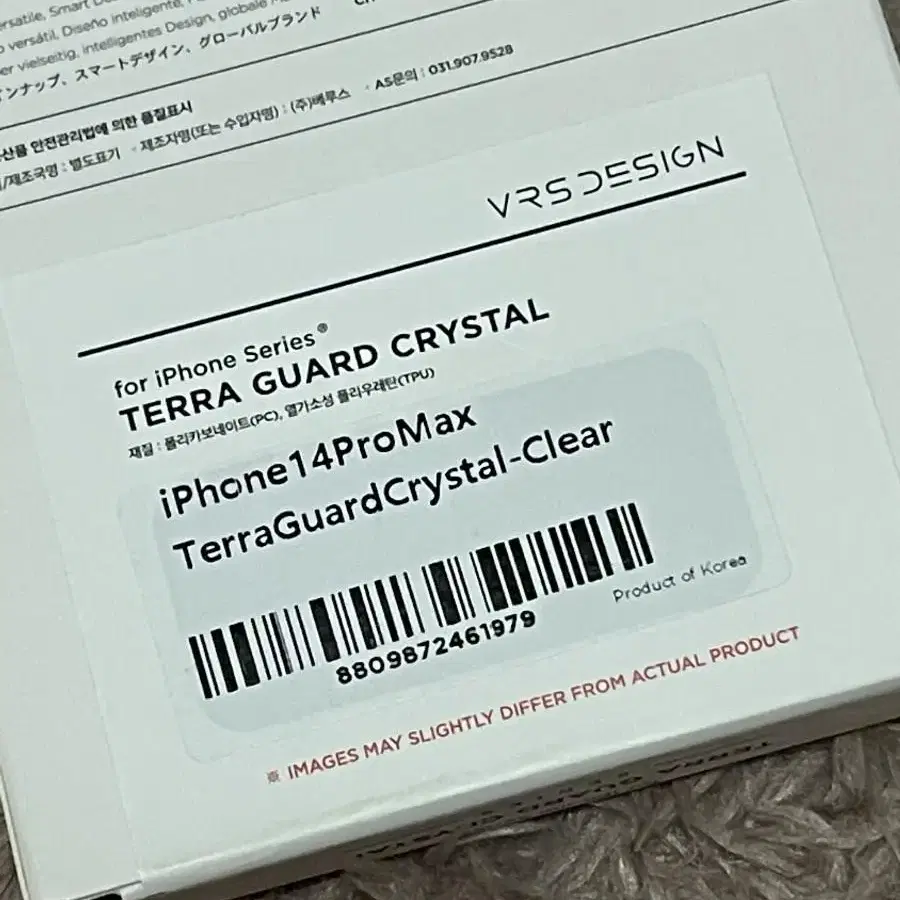 versatile, Smart
versátil, Diseño inteligente,
vielseitig, intelligentes Design, globale
インナップ、スマートデザイン、グローバルブランド
안전관리법에 의한 품질표시
/제조국명 : 별도표기 • 제조자명(또는 수입자명) : (주)베루스 • AS문의 : 031.907.9528
VRS DESIGN
for iPhone Series®
TERRA GUARD CRYSTAL
재질 : 폴리카보네이트(PC), 열가소성 폴리우레탄(TPU)
iPhone14ProMax
TerraGuardCrystal-Clear
8809872461979
Product of Korea
※ IMAGES MAY SLIGHTLY DIFFER FROM ACTUAL PRODUCT